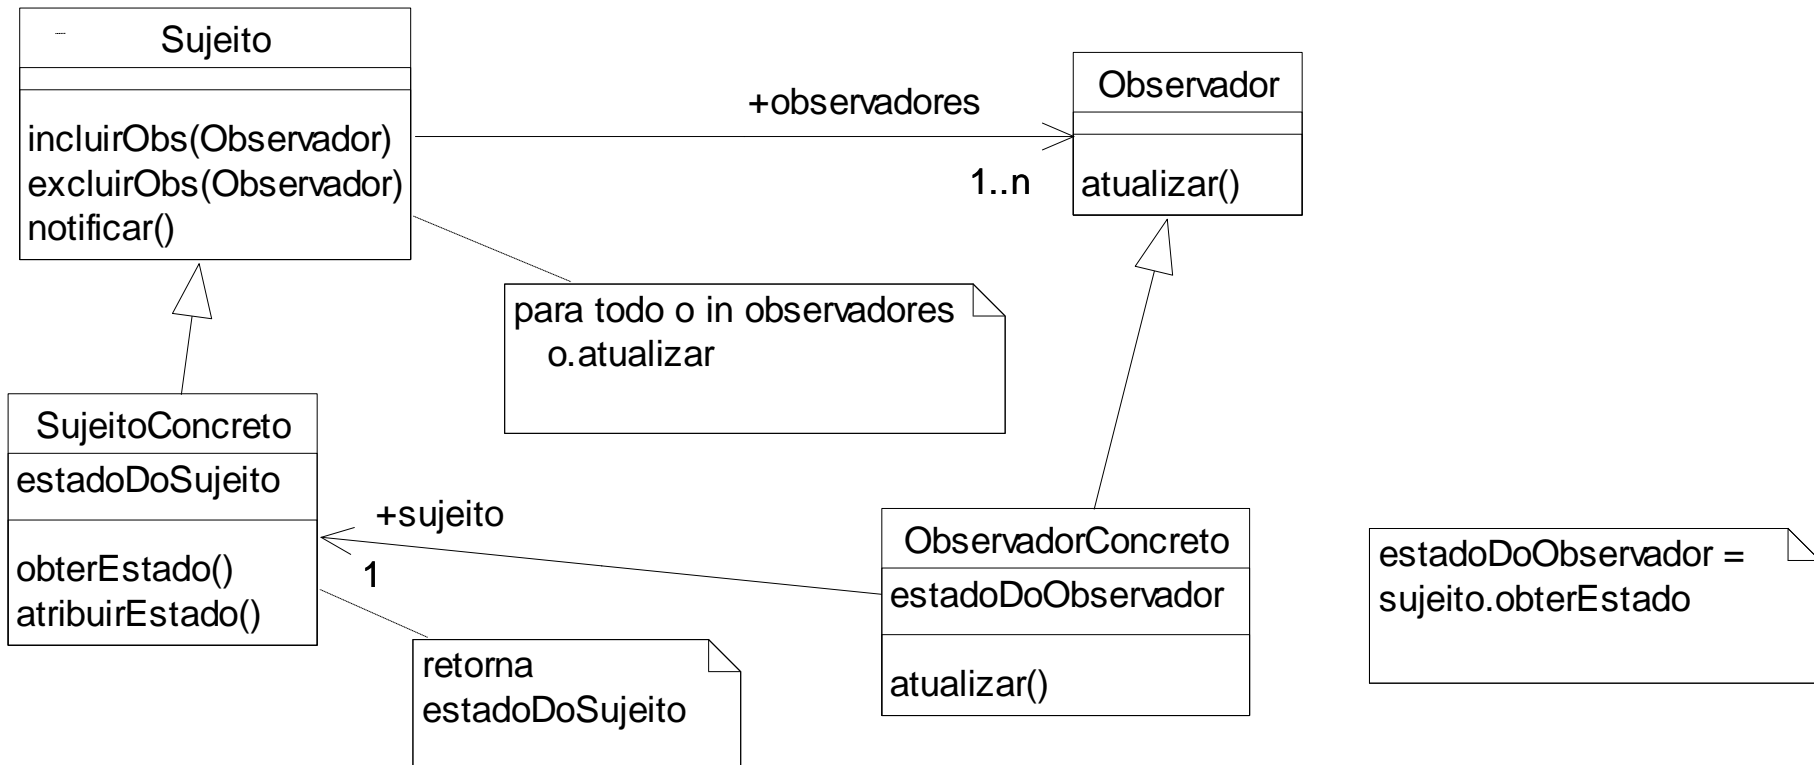 Sujeito
incluirObs(Observador)
excluirObs(Observador)
notificar()
+observadores
1..n
Observador
atualizar()
para todo o in observadores
o.atualizar
SujeitoConcreto
estadoDoSujeito
obterEstado()
atribuirEstado()
+sujeito
1
retorna
estadoDoSujeito
ObservadorConcreto
estadoDoObservador
atualizar()
estadoDoObservador =
sujeito.obterEstado